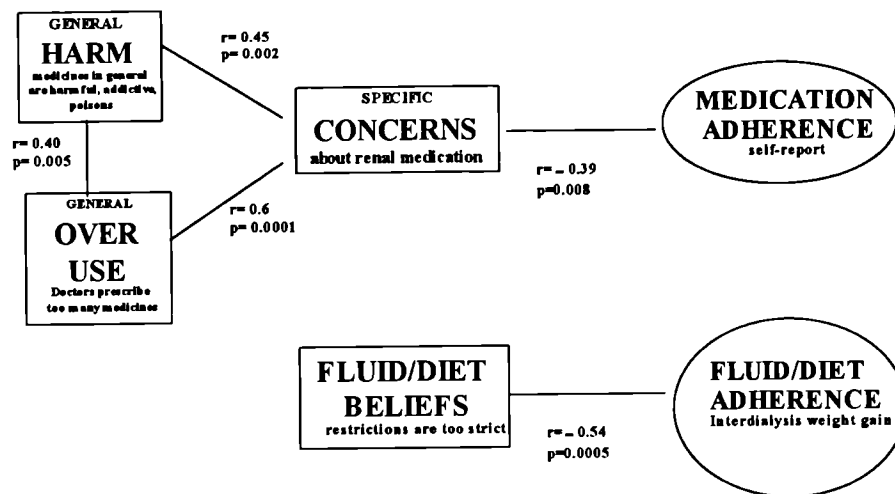 GENERAL
HARM
medicines in general
are harmful, addictive,
poisons
r= 0.45
p= 0.002
r= 0.40
p= 0.005
GENERAL
OVER
USE
Doctors prescribe
too many medicines
r= 0.6
p= 0.0001
SPECIFIC
CONCERNS
about renal medication
r= – 0.39
p=0.008
MEDICATION
ADHERENCE
self-report
FLUID/DIET
BELIEFS
restrictions are too strict
r= – 0.54
p=0.0005
FLUID/DIET
ADHERENCE
Interdialysis weight gain